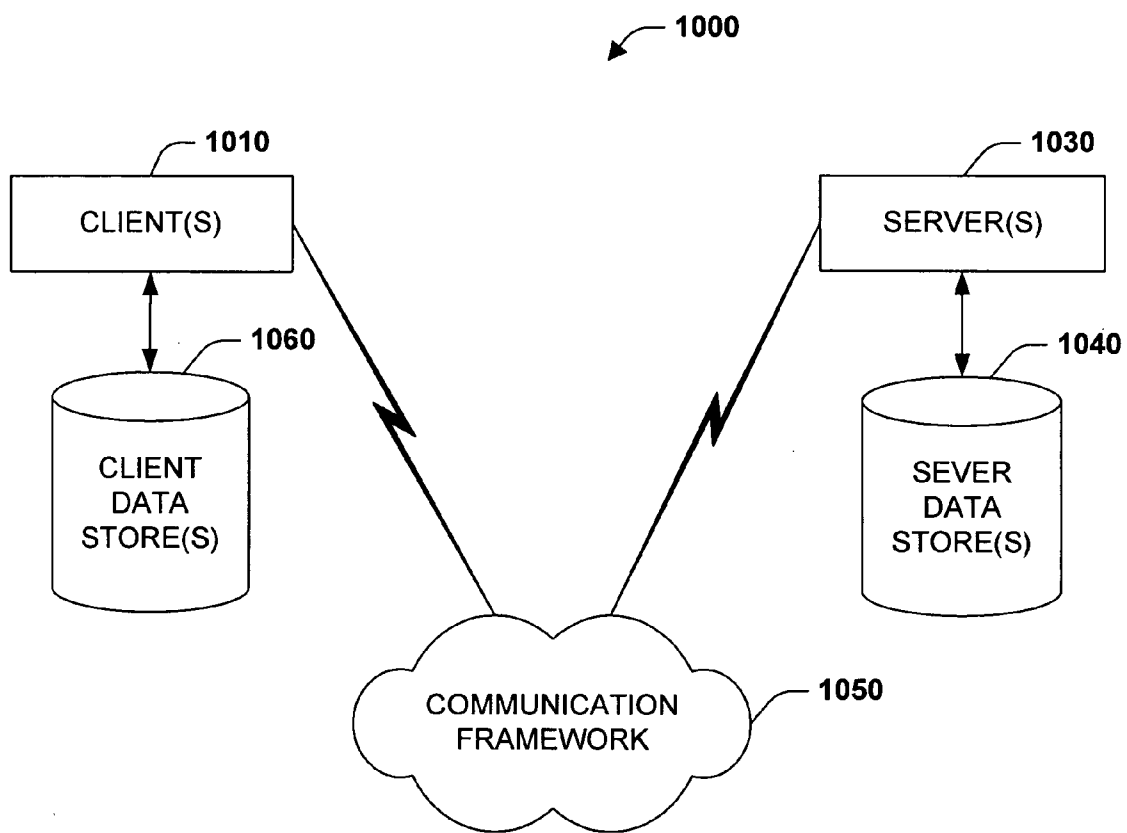 1000
1010
1030
CLIENT(S)
SERVER(S)
1060
1040
CLIENT
DATA
STORE(S)
SEVER
DATA
STORE(S)
1050
COMMUNICATION
FRAMEWORK